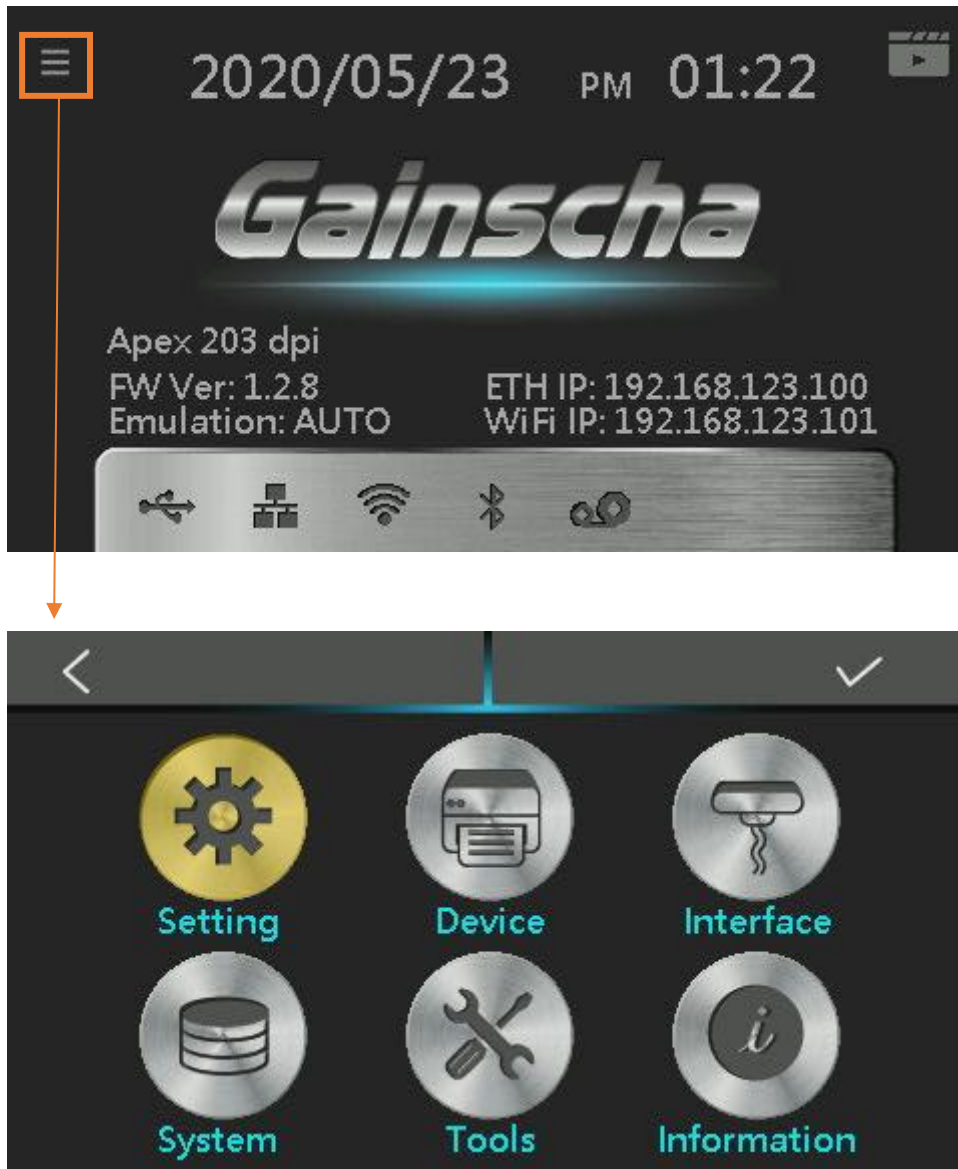 2020/05/23 PM 01:22
Gainscha
Apex 203 dpi
FW Ver: 1.2.8 ETH IP: 192.168.123.100
Emulation: AUTO WiFi IP: 192.168.123.101
Setting Device Interface
System Tools Information